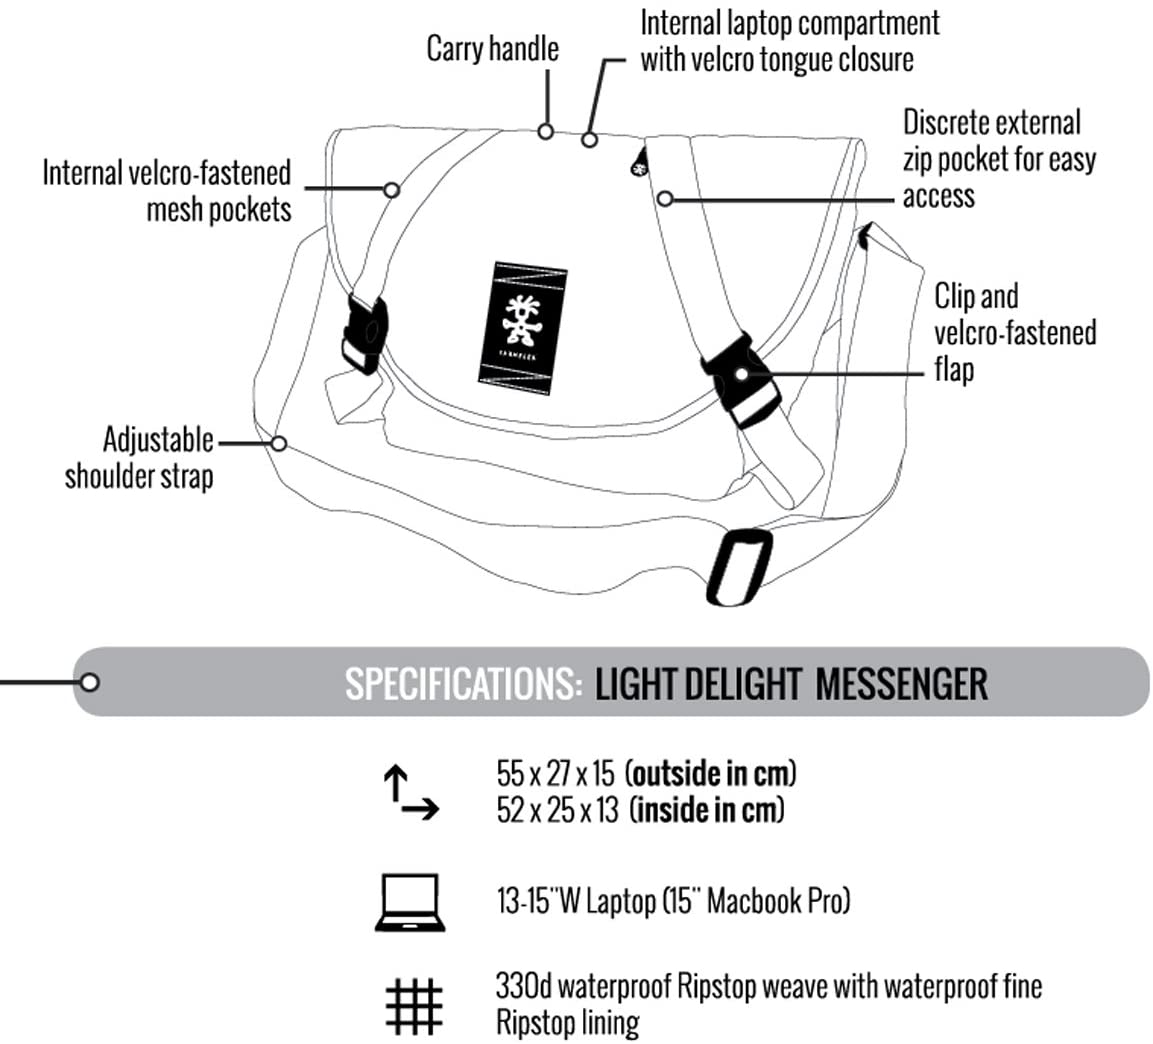 Carry handle
Internal laptop compartment
with velcro tongue closure
Discrete external
zip pocket for easy
access
Internal velcro-fastened
mesh pockets
Clip and
velcro-fastened
flap
Adjustable
shoulder strap
SPECIFICATIONS: LIGHT DELIGHT MESSENGER
55 x 27 x 15 (outside in cm)
52 x 25 x 13 (inside in cm)
13-15"W Laptop (15" Macbook Pro)
330d waterproof Ripstop weave with waterproof fine
Ripstop lining